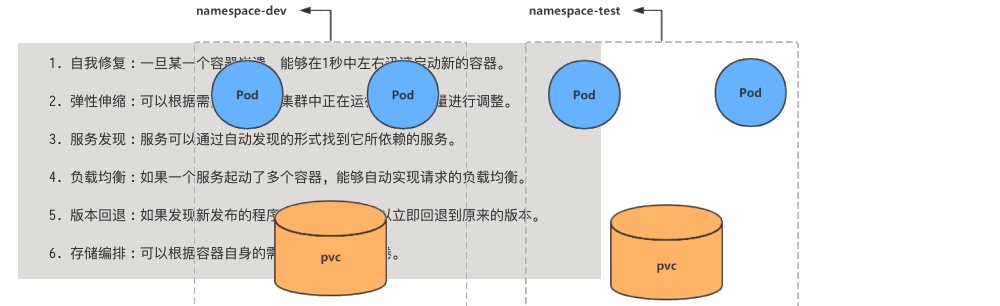 namespace-dev
namespace-test
1. 自我修复：一旦某一个容器 能够在1秒中左右迅速启动新的容器。
Pod
Pod
Pod
Pod
2. 弹性伸缩：可以根据需 集群中正在运 量进行调整。
3. 服务发现：服务可以通过自动发现的形式找到它所依赖的服务。
4. 负载均衡：如果一个服务起动了多个容器，能够自动实现请求的负载均衡。
5. 版本回退：如果发现新发布的程序 以立即回退到原来的版本。
6. 存储编排：可以根据容器自身的需 。
pvc
pvc